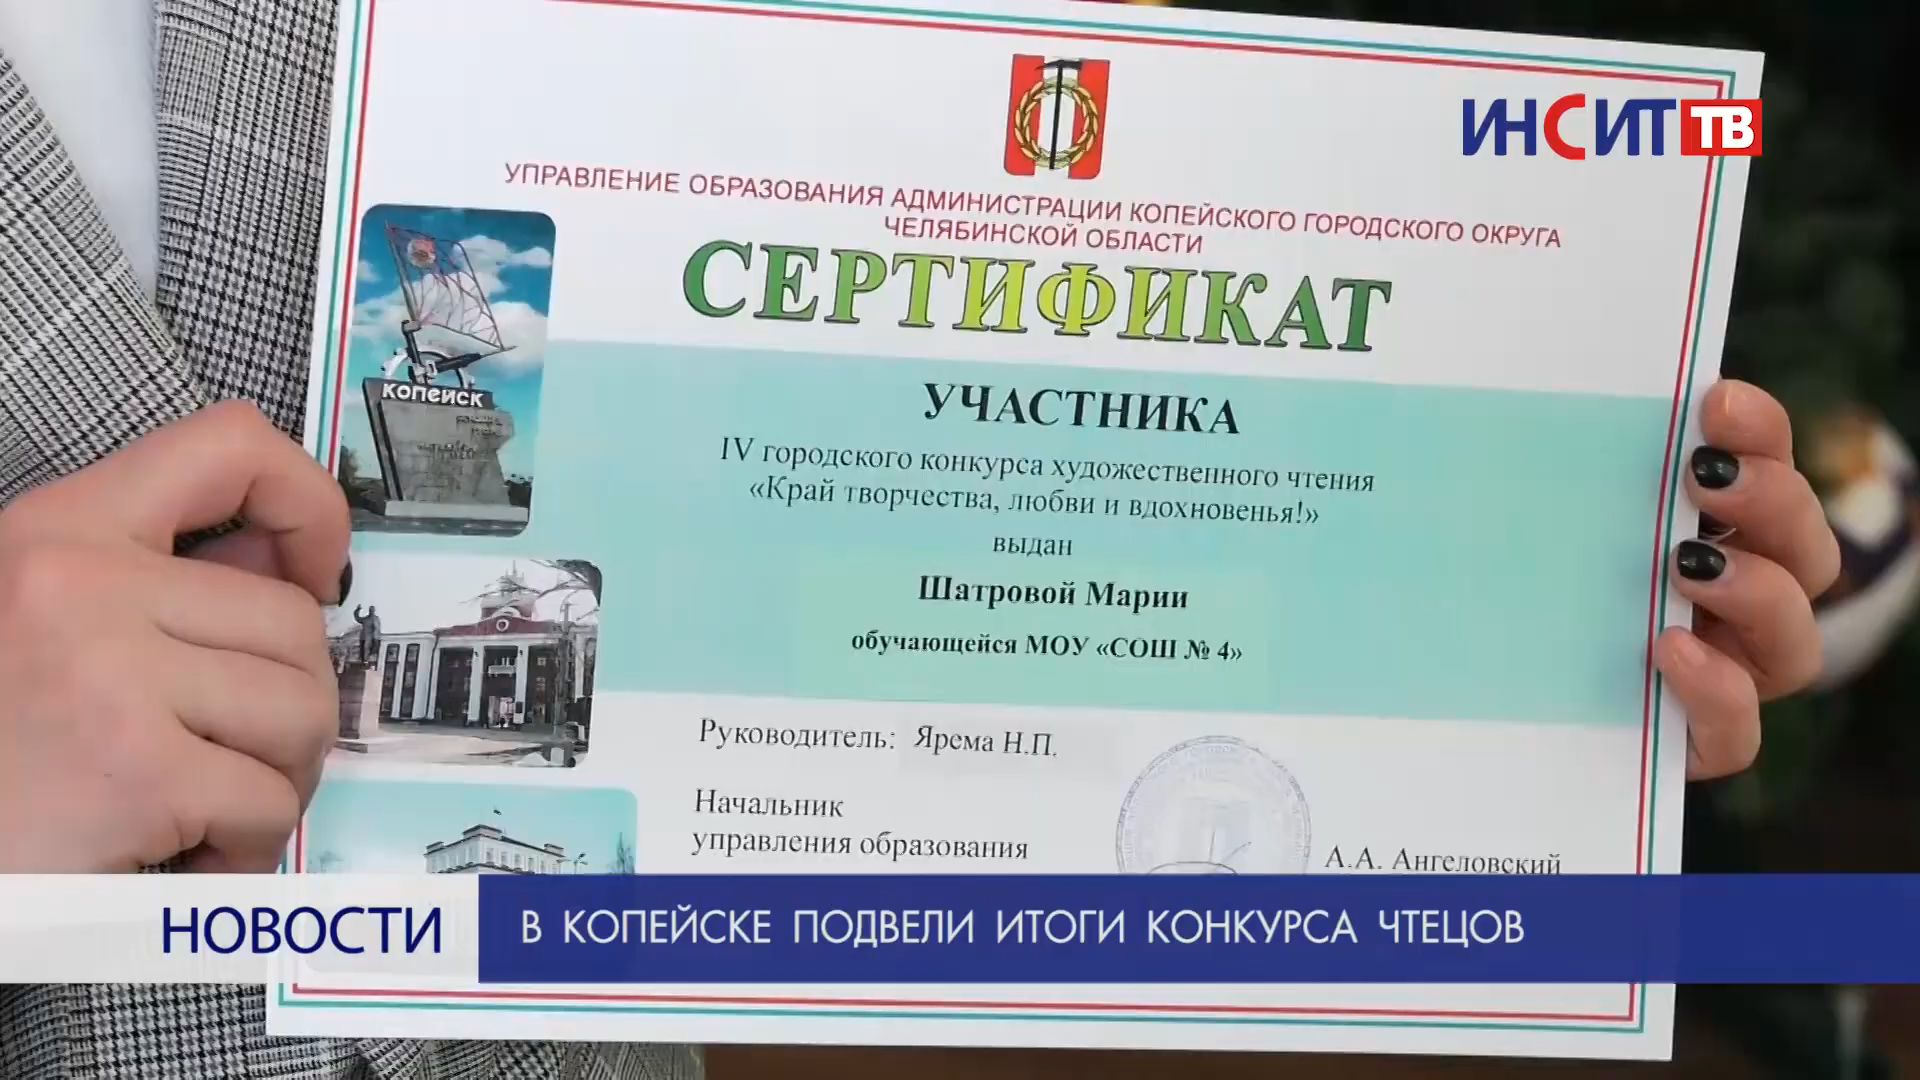 ИНСИТ ТВ
УПРАВЛЕНИЕ ОБРАЗОВАНИЯ АДМИНИСТРАЦИИ КОПЕЙСКОГО ГОРОДСКОГО ОКРУГА
ЧЕЛЯБИНСКОЙ ОБЛАСТИ
СЕРТИФИКАТ
КОПЕЙСК
УЧАСТНИКА
IV городского конкурса художественного чтения
«Край творчества, любви и вдохновенья!»
выдан
Шатровой Марии
обучающейся МОУ «СОШ № 4»
Руководитель: Ярема Н.П.
Начальник
управления образования
А.А. Ангеловский
НОВОСТИ
В КОПЕЙСКЕ ПОДВЕЛИ ИТОГИ КОНКУРСА ЧТЕЦОВ